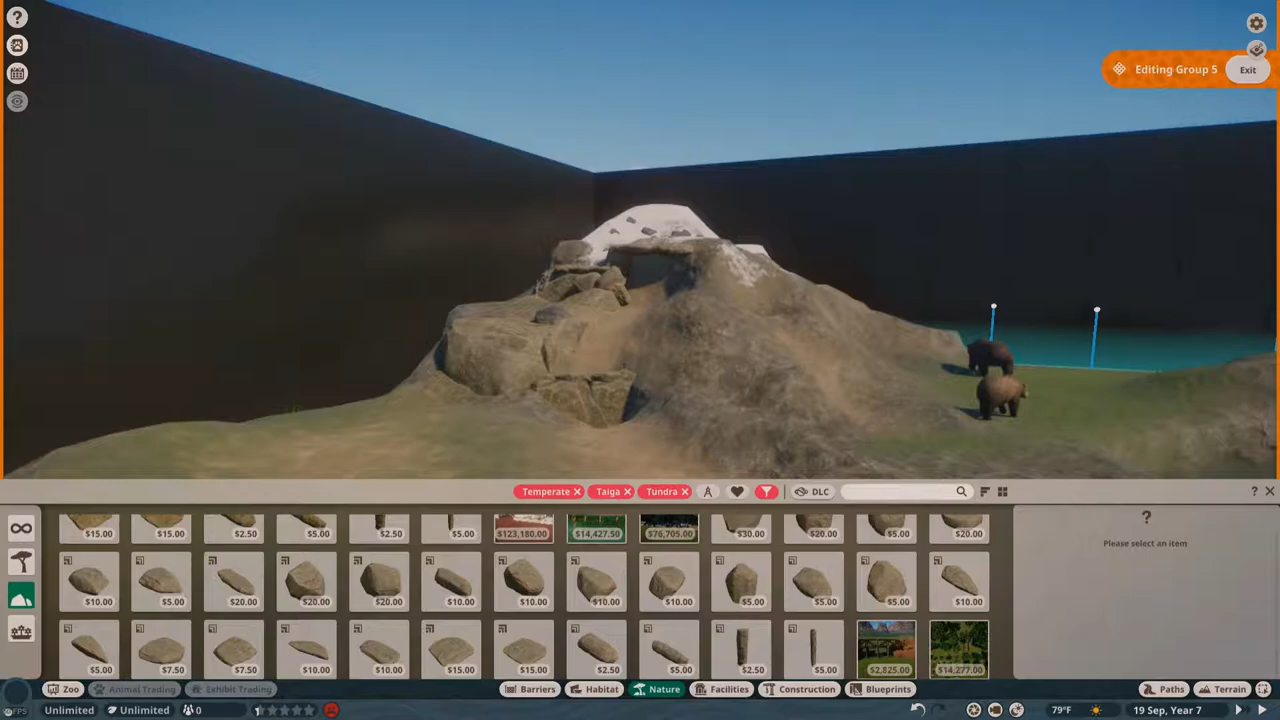 ?
Editing Group 5 Exit
Temperate × Taiga × Tundra × DLC ? ×
$15.00 $15.00 $2.50 $5.00 $2.50 $5.00 $123,180.00 $14,427.50 $76,705.00 $30.00 $20.00 $5.00 $20.00
?
Please select an item
$10.00 $5.00 $20.00 $20.00 $20.00 $10.00 $10.00 $10.00 $10.00 $5.00 $5.00 $5.00 $10.00
$5.00 $7.50 $7.50 $10.00 $10.00 $15.00 $15.00 $2.50 $5.00 $2.50 $5.00 $2,825.00 $14,277.00
Zoo Animal Trading Exhibit Trading Barriers Habitat Nature Facilities Construction Blueprints Paths Terrain
FPS Unlimited Unlimited 0 79°F 19 Sep, Year 7